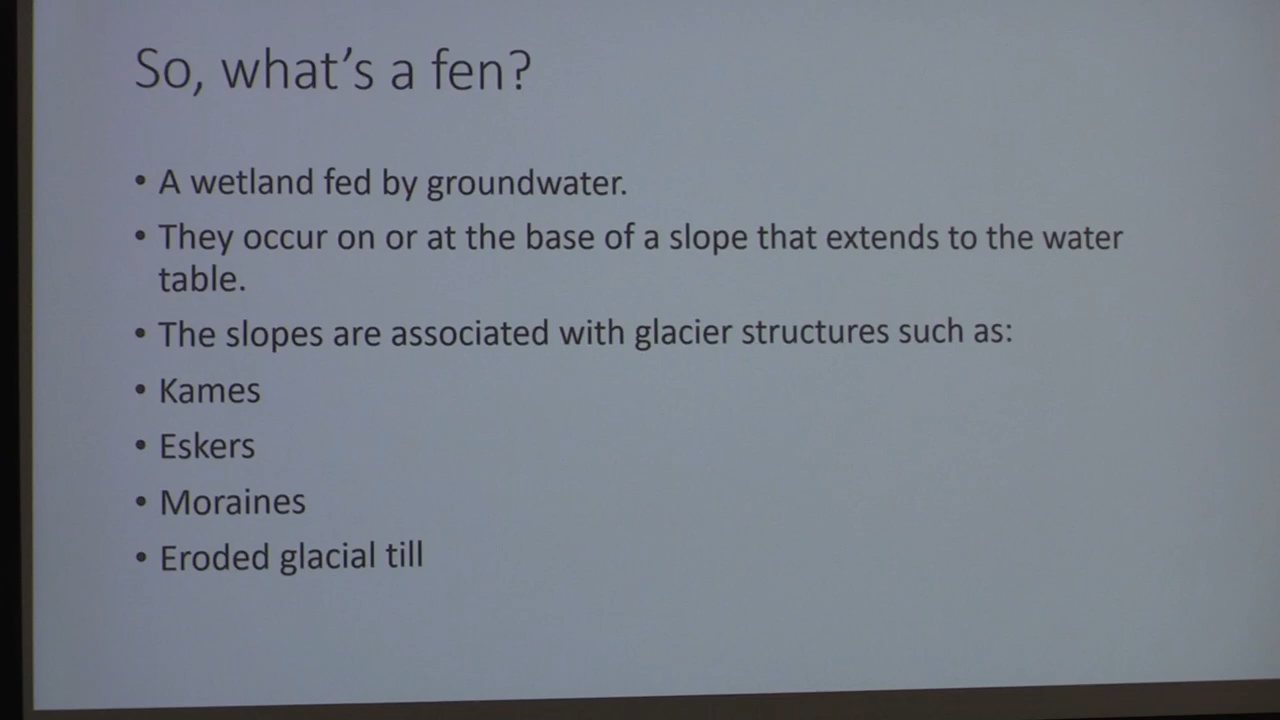 So, what's a fen?
• A wetland fed by groundwater.
• They occur on or at the base of a slope that extends to the water
table.
• The slopes are associated with glacier structures such as:
• Kames
• Eskers
• Moraines
• Eroded glacial till